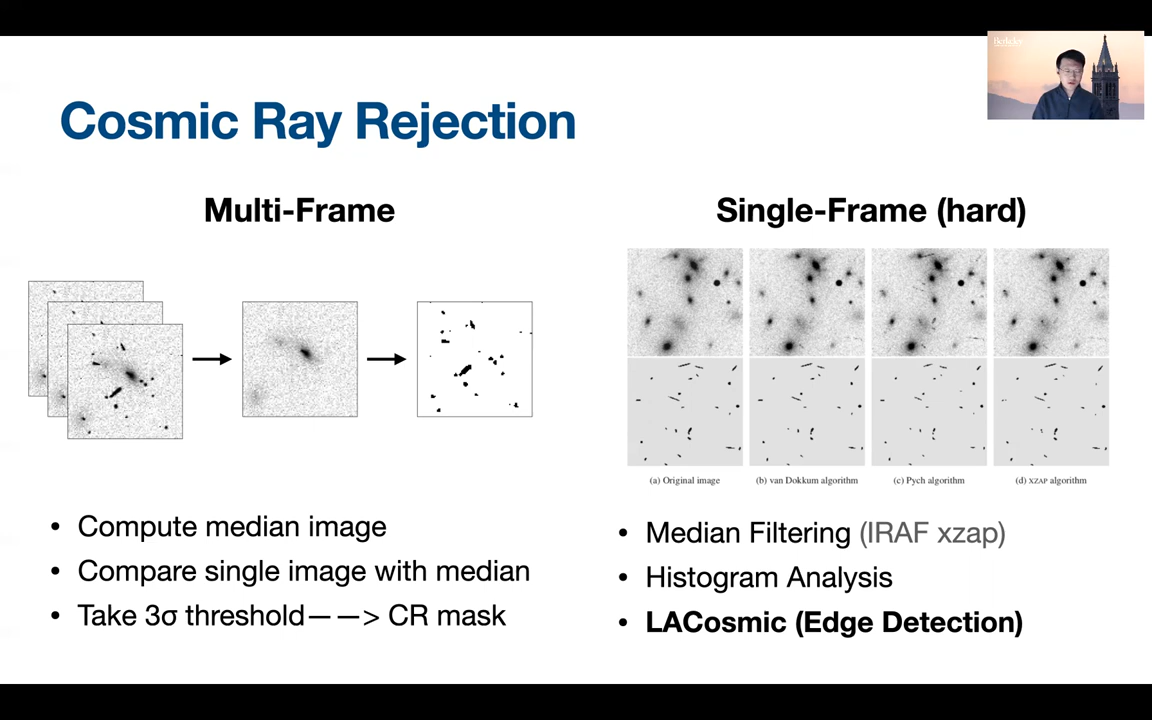 Berkeley
Cosmic Ray Rejection
Multi-Frame
• Compute median image
• Compare single image with median
• Take 3σ threshold——> CR mask
Single-Frame (hard)
(a) Original image
(b) van Dokkum algorithm
(c) Pych algorithm
(d) XZAP algorithm
• Median Filtering (IRAF xzap)
• Histogram Analysis
• LACosmic (Edge Detection)